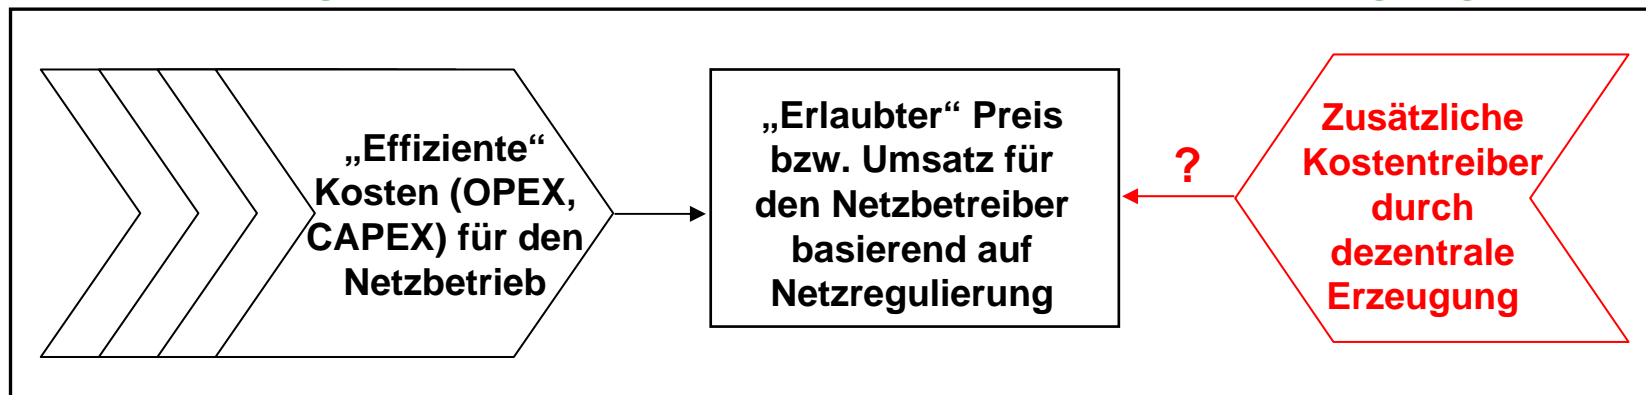 „Effiziente“
Kosten (OPEX,
CAPEX) für den
Netzbetrieb
„Erlaubter“ Preis
bzw. Umsatz für
den Netzbetreiber
basierend auf
Netzregulierung
?
Zusätzliche
Kostentreiber
durch
dezentrale
Erzeugung